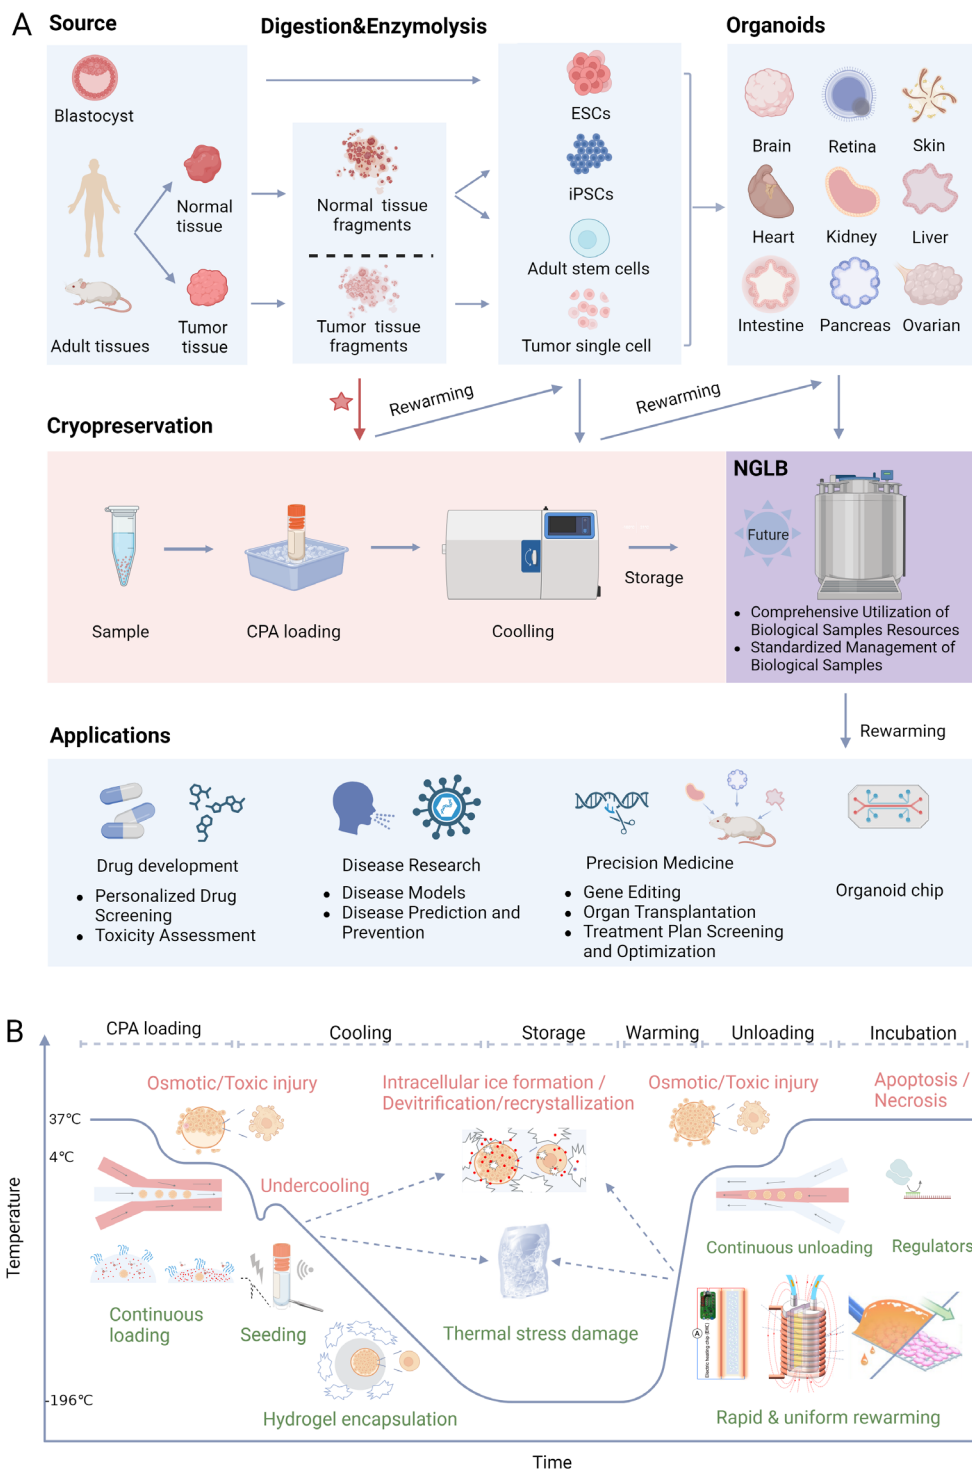 A
Source
Digestion&Enzymolysis
Organoids
Blastocyst
Normal
tissue
Tumor
tissue
Adult tissues
Normal tissue
fragments
Tumor tissue
fragments
ESCs
iPSCs
Adult stem cells
Tumor single cell
Brain
Retina
Skin
Heart
Kidney
Liver
Intestine
Pancreas
Ovarian
Rewarming
Rewarming
Cryopreservation
Sample
CPA loading
Coolling
Storage
NGLB
Future
• Comprehensive Utilization of
Biological Samples Resources
• Standardized Management of
Biological Samples
Rewarming
Applications
Drug development
• Personalized Drug
Screening
• Toxicity Assessment
Disease Research
• Disease Models
• Disease Prediction and
Prevention
Precision Medicine
• Gene Editing
• Organ Transplantation
• Treatment Plan Screening
and Optimization
Organoid chip
B
CPA loading
Cooling
Storage
Warming
Unloading
Incubation
Osmotic/Toxic injury
Intracellular ice formation /
Devitrification/recrystallization
Osmotic/Toxic injury
Apoptosis /
Necrosis
37°C
4°C
-196°C
Temperature
Undercooling
Continuous
loading
Seeding
Hydrogel encapsulation
Thermal stress damage
Continuous unloading
Regulators
Electric heating chip (EHC)
A
Rapid & uniform rewarming
Time